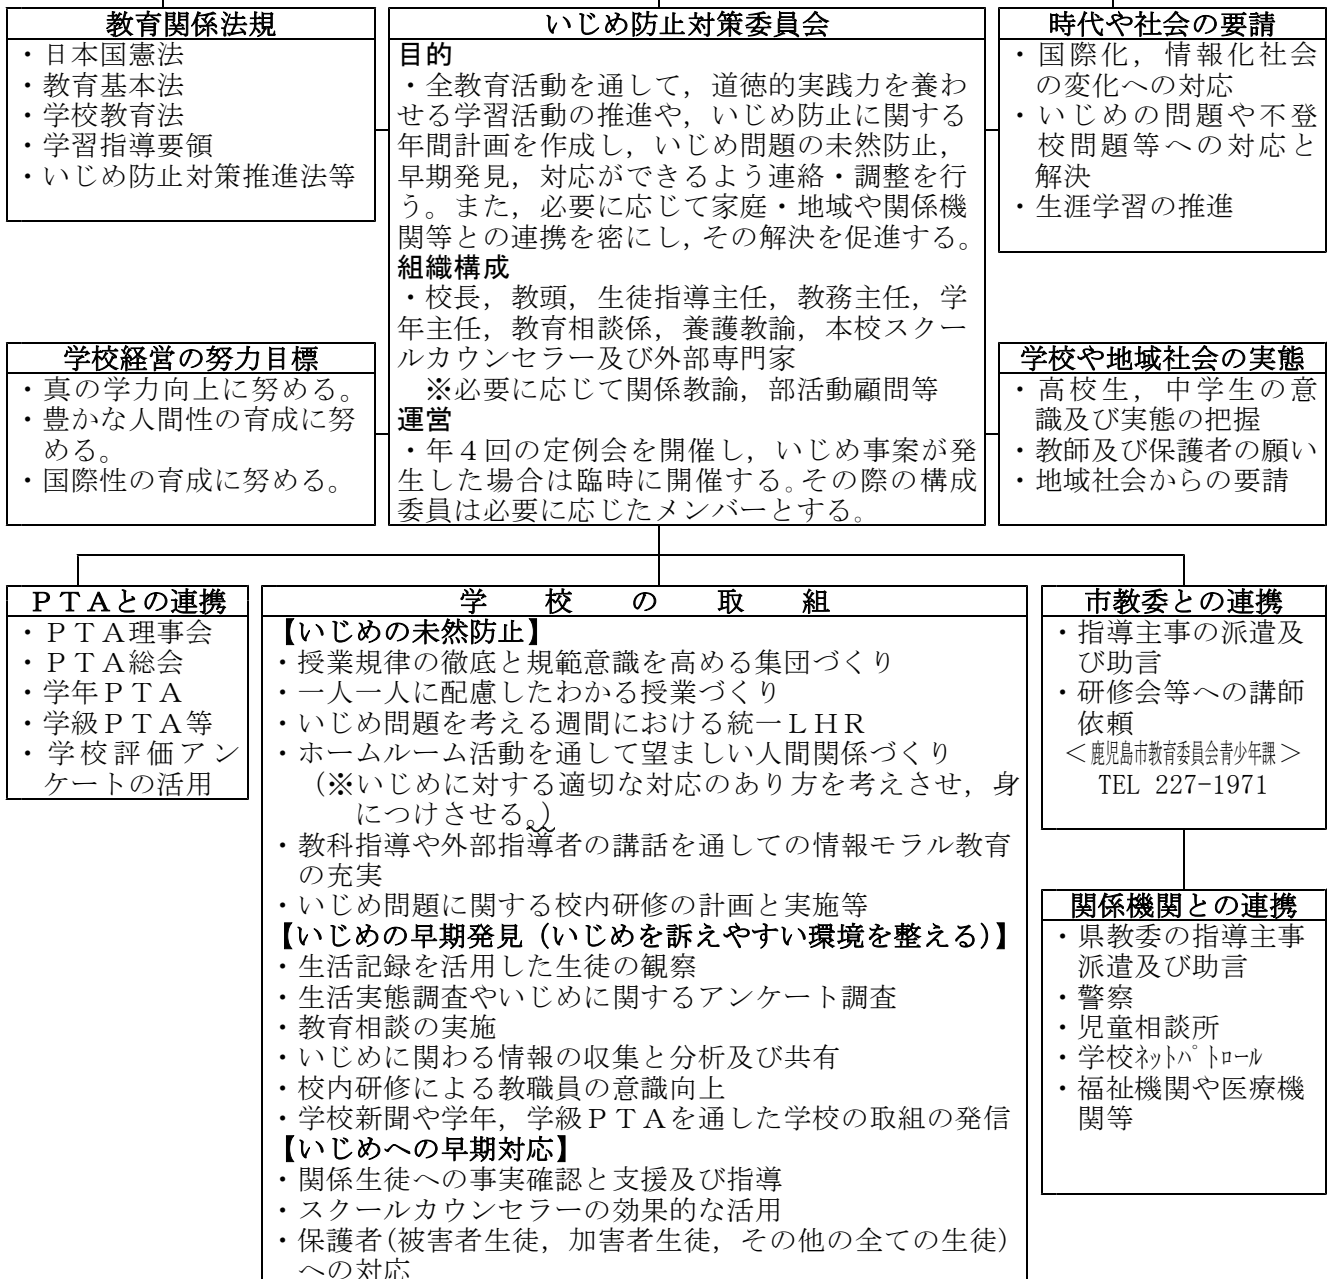 教育関係法規
・日本国憲法
・教育基本法
・学校教育法
・学習指導要領
・いじめ防止対策推進法等
いじめ防止対策委員会
目的
・全教育活動を通して，道徳的実践力を養わ
せる学習活動の推進や，いじめ防止に関する
年間計画を作成し，いじめ問題の未然防止，
早期発見，対応ができるよう連絡・調整を行
う。また，必要に応じて家庭・地域や関係機
関等との連携を密にし，その解決を促進する。
組織構成
・校長，教頭，生徒指導主任，教務主任，学
年主任，教育相談係，養護教諭，本校スクー
ルカウンセラー及び外部専門家
※必要に応じて関係教諭，部活動顧問等
運営
・年４回の定例会を開催し，いじめ事案が発
生した場合は臨時に開催する。その際の構成
委員は必要に応じたメンバーとする。
時代や社会の要請
・国際化，情報化社会
の変化への対応
・いじめの問題や不登
校問題等への対応と
解決
・生涯学習の推進
学校経営の努力目標
・真の学力向上に努める。
・豊かな人間性の育成に努
める。
・国際性の育成に努める。
学校や地域社会の実態
・高校生，中学生の意
識及び実態の把握
・教師及び保護者の願い
・地域社会からの要請
ＰＴＡとの連携
・ＰＴＡ理事会
・ＰＴＡ総会
・学年ＰＴＡ
・学級ＰＴＡ等
・学校評価アン
ケートの活用
学校の取組
【いじめの未然防止】
・授業規律の徹底と規範意識を高める集団づくり
・一人一人に配慮したわかる授業づくり
・いじめ問題を考える週間における統一ＬＨＲ
・ホームルーム活動を通して望ましい人間関係づくり
（※いじめに対する適切な対応のあり方を考えさせ，身
につけさせる。）
・教科指導や外部指導者の講話を通しての情報モラル教育
の充実
・いじめ問題に関する校内研修の計画と実施等
【いじめの早期発見（いじめを訴えやすい環境を整える）】
・生活記録を活用した生徒の観察
・生活実態調査やいじめに関するアンケート調査
・教育相談の実施
・いじめに関わる情報の収集と分析及び共有
・校内研修による教職員の意識向上
・学校新聞や学年，学級ＰＴＡを通した学校の取組の発信
【いじめへの早期対応】
・関係生徒への事実確認と支援及び指導
・スクールカウンセラーの効果的な活用
・保護者（被害者生徒，加害者生徒，その他の全ての生徒）
への対応
市教委との連携
・指導主事の派遣及
び助言
・研修会等への講師
依頼
＜鹿児島市教育委員会青少年課＞
TEL 227-1971
関係機関との連携
・県教委の指導主事
派遣及び助言
・警察
・児童相談所
・学校ﾈｯﾄﾊﾟﾄﾛｰﾙ
・福祉機関や医療機
関等